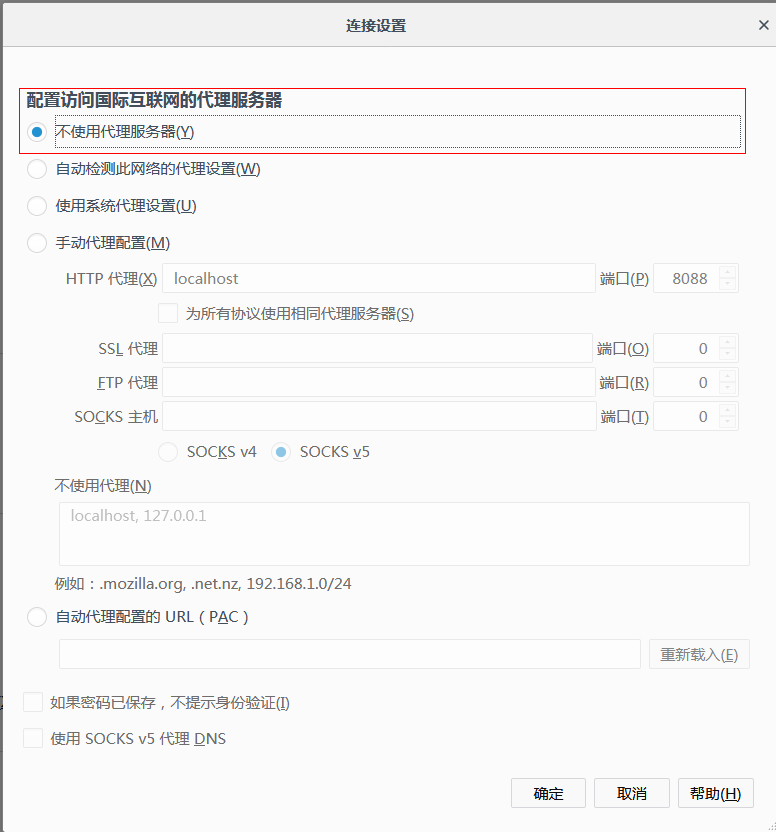 连接设置
配置访问国际互联网的代理服务器
不使用代理服务器(Y)
自动检测此网络的代理设置(W)
使用系统代理设置(U)
手动代理配置(M)
HTTP 代理(X) localhost 端口(P) 8088
为所有协议使用相同代理服务器(S)
SSL 代理 端口(O) 0
FTP 代理 端口(R) 0
SOCKS 主机 端口(T) 0
SOCKS v4 SOCKS v5
不使用代理(N)
localhost, 127.0.0.1
例如：.mozilla.org, .net.nz, 192.168.1.0/24
自动代理配置的 URL（PAC）
重新载入(E)
如果密码已保存，不提示身份验证(I)
使用 SOCKS v5 代理 DNS
确定 取消 帮助(H)